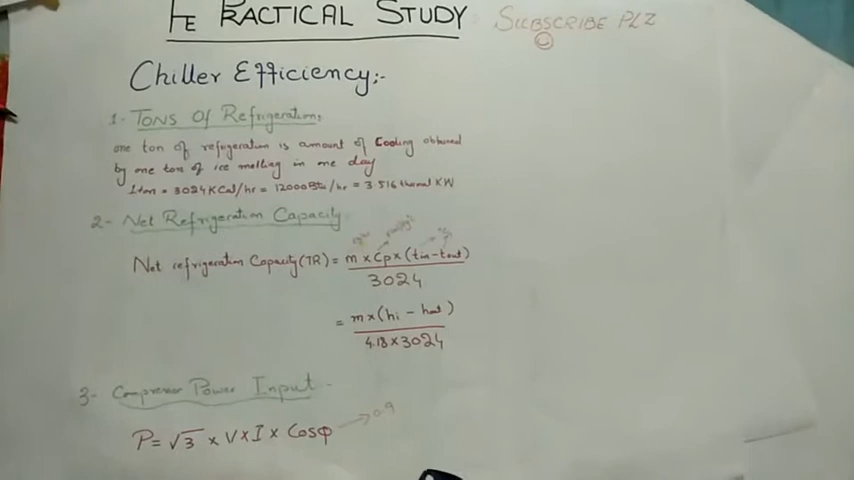 FE PRACTICAL STUDY
SUBSCRIBE PLZ
Chiller Efficiency:-
1- TONS Of Refrigeration:
one ton of refrigeration is amount of Cooling obtained
by one ton of ice melting in one day
1 ton = 3024 KCal/hr = 12000 Btu/hr = 3.516 thermal KW
2- Net Refrigeration Capacity
Net refrigeration Capacity (TR) = m × Cp × (tin - tout)
3024
= m × (hi - hout)
4.18 × 3024
3- Compressor Power Input -
P = √3 × V × I × Cosφ → 0.9